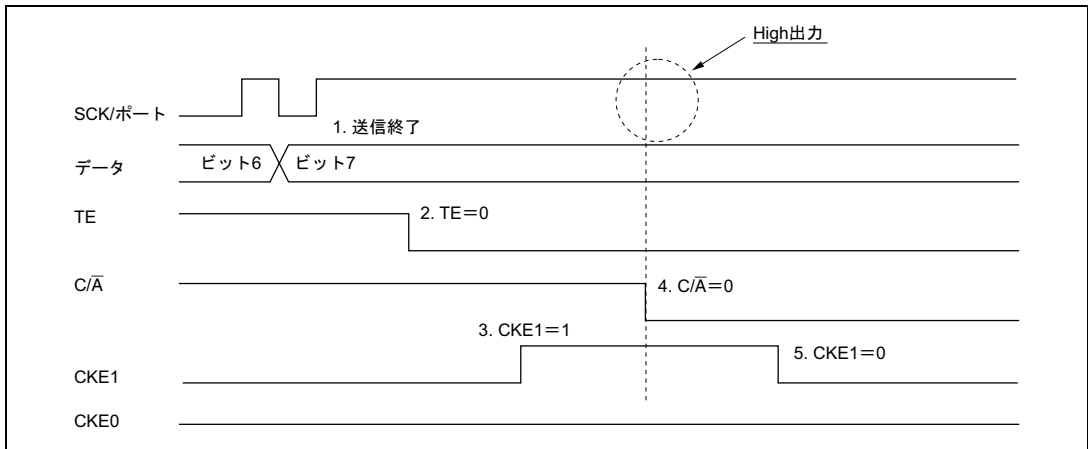 High出力
SCK/ポート
1. 送信終了
データ
ビット6
ビット7
TE
2. TE＝0
C/A̅
4. C/A̅＝0
3. CKE1＝1
5. CKE1＝0
CKE1
CKE0